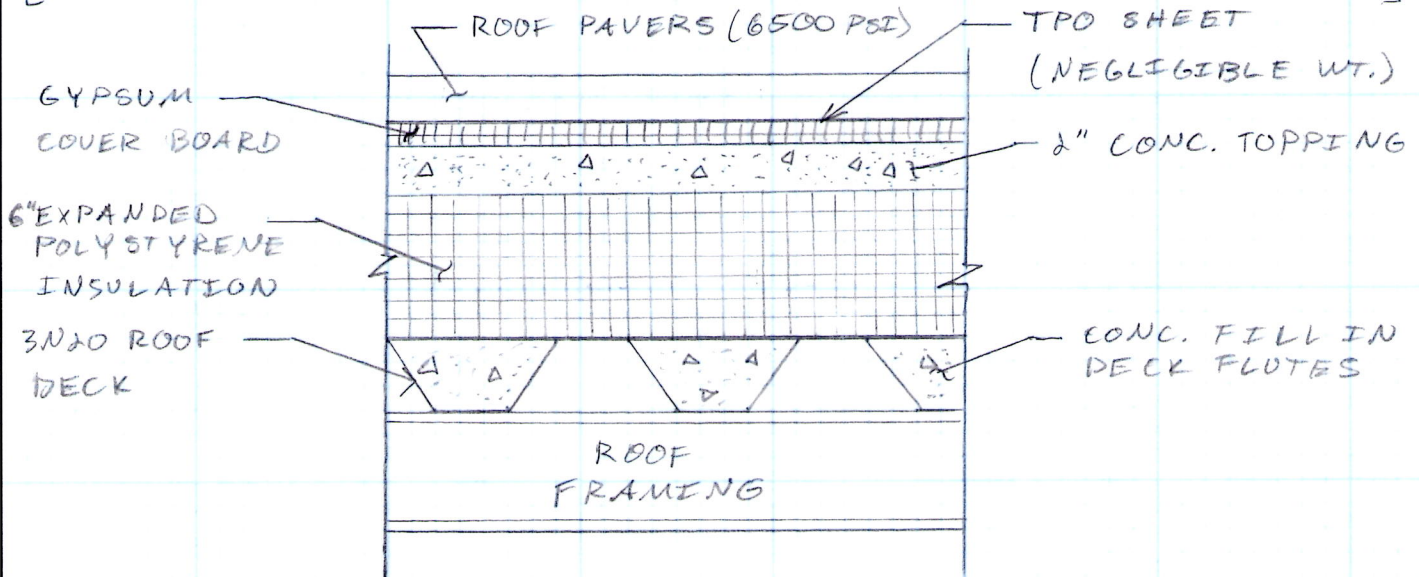 ROOF PAVERS (6500 PSI)
TPO SHEET
(NEGLIGIBLE WT.)
GYPSUM
COVER BOARD
2" CONC. TOPPING
6" EXPANDED
POLYSTYRENE
INSULATION
3N20 ROOF
DECK
CONC. FILL IN
DECK FLUTES
ROOF
FRAMING